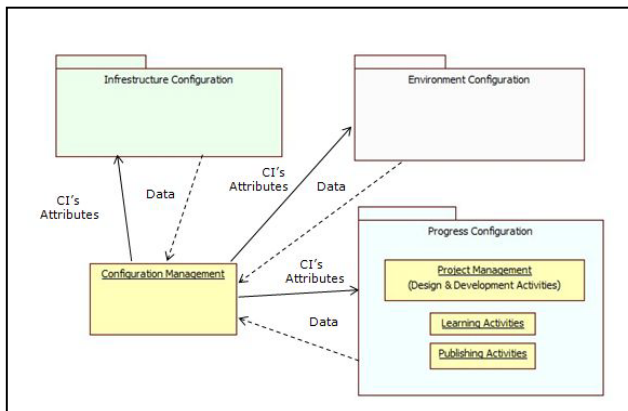 Infrestructure Configuration
Environment Configuration
CI's
Attributes
Data
CI's
Attributes
Data
Progress Configuration
Configuration Management
CI's
Attributes
Project Management
(Design & Development Activities)
Data
Learning Activities
Publishing Activities